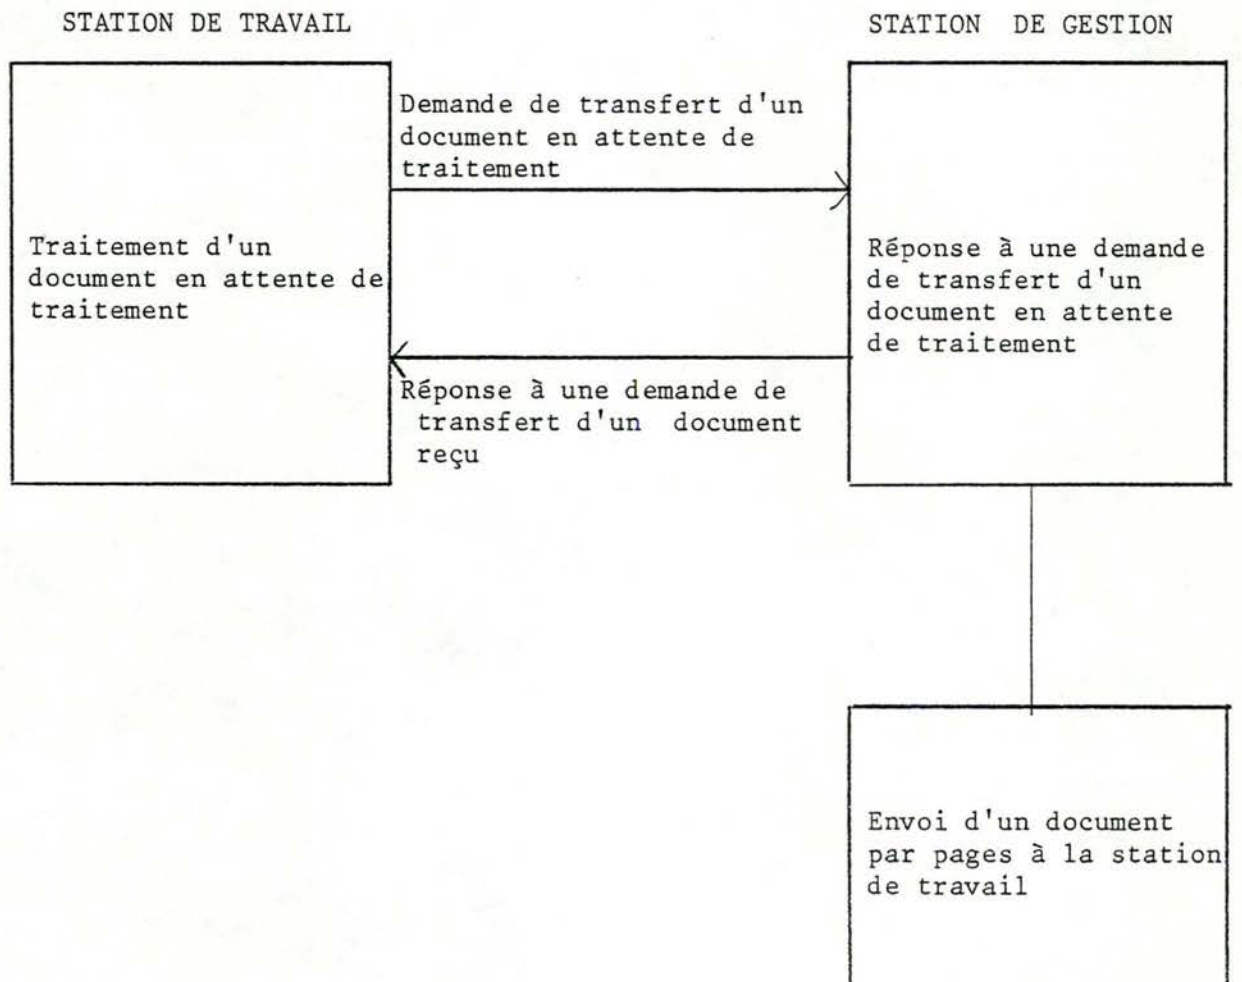 STATION DE TRAVAIL
STATION DE GESTION
Demande de transfert d'un
document en attente de
traitement
Traitement d'un
document en attente de
traitement
Réponse à une demande
de transfert d'un
document en attente
de traitement
Réponse à une demande de
transfert d'un document
reçu
Envoi d'un document
par pages à la station
de travail